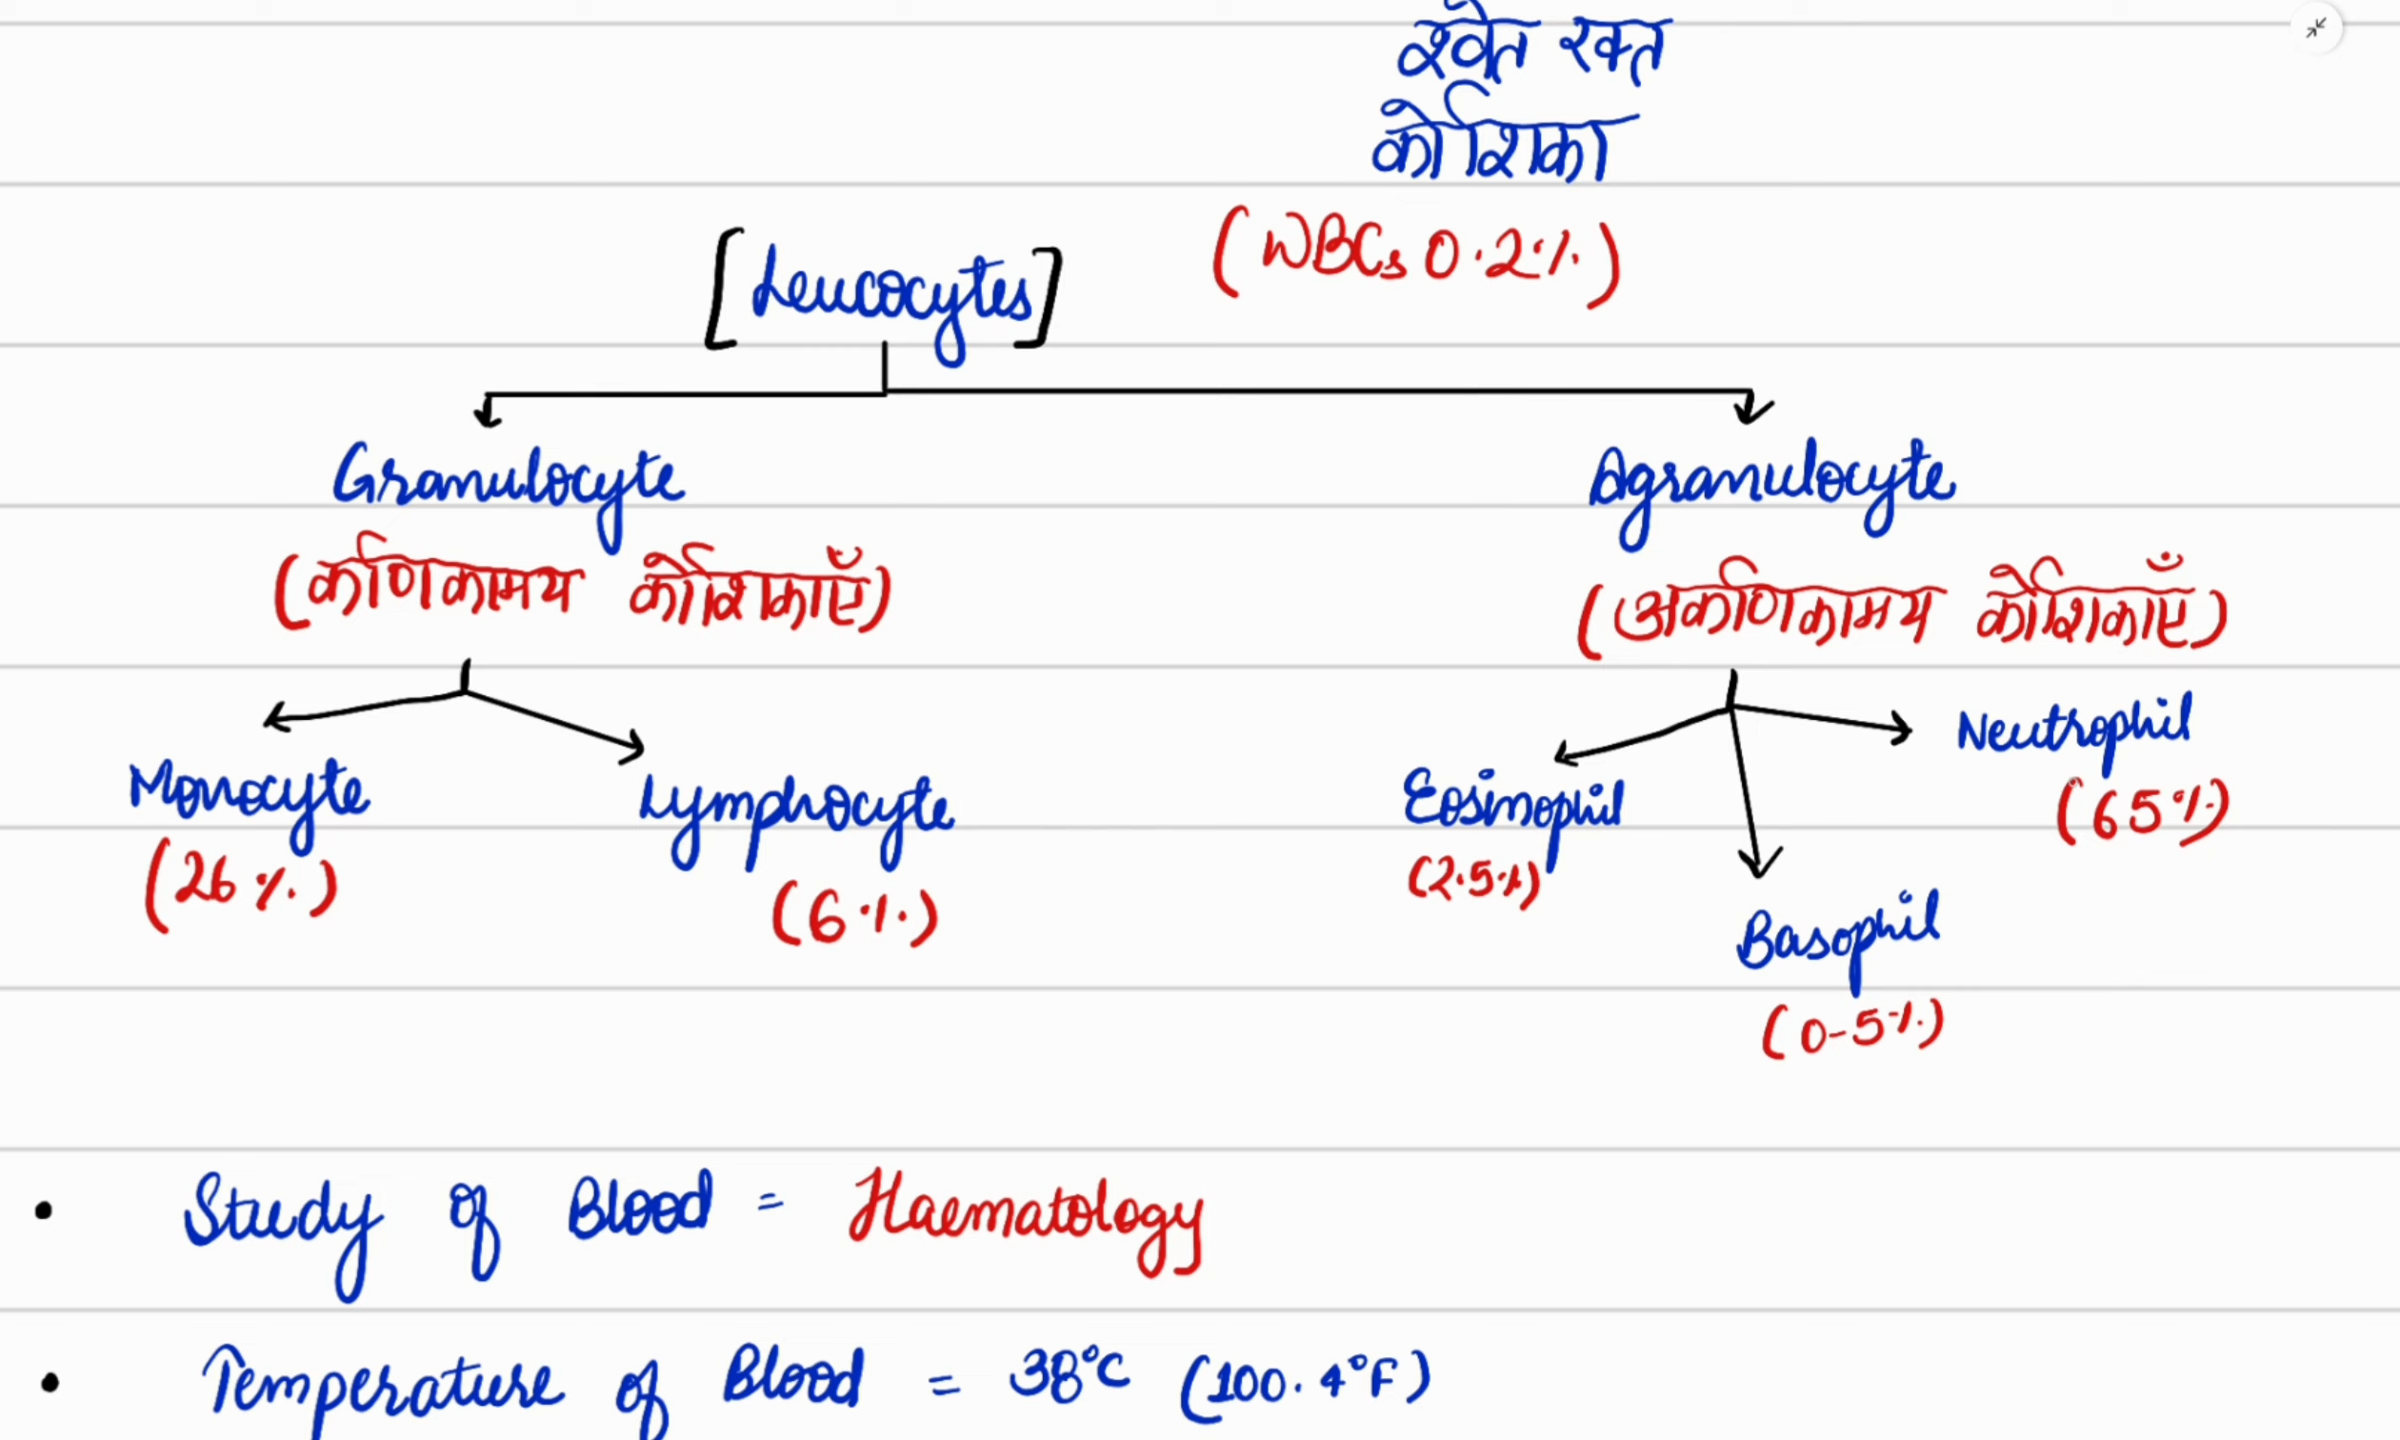 श्वेत रक्त
कोशिका
(WBCs 0.2%)
[Leucocytes]
Granulocyte
Agranulocyte
(कणिकामय कोशिकाएँ)
(अकणिकामय कोशिकाएँ)
Monocyte
(26%)
Lymphocyte
(6%)
Eosinophil
(2.5%)
Neutrophil
(65%)
Basophil
(0-5%)
• Study of Blood = Haematology
• Temperature of Blood = 38°C (100.4°F)